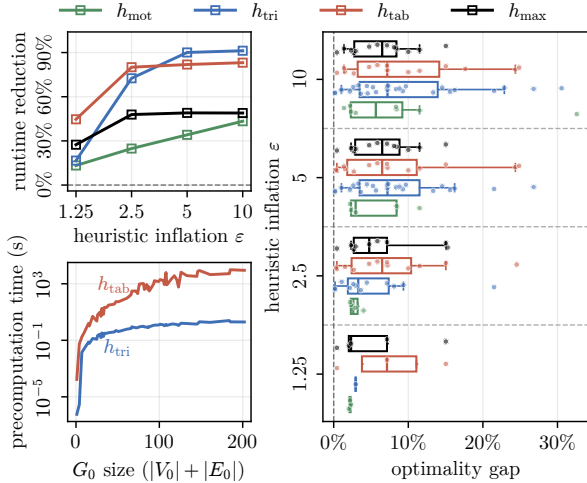 h_mot h_tri h_tab h_max
runtime reduction
90%
60%
30%
0%
1.25 2.5 5 10
heuristic inflation ε
precomputation time (s)
10^3
10^-1
10^-5
h_tab
h_tri
0 100 200
G_0 size (|V_0| + |E_0|)
heuristic inflation ε
10
5
2.5
1.25
0% 10% 20% 30%
optimality gap